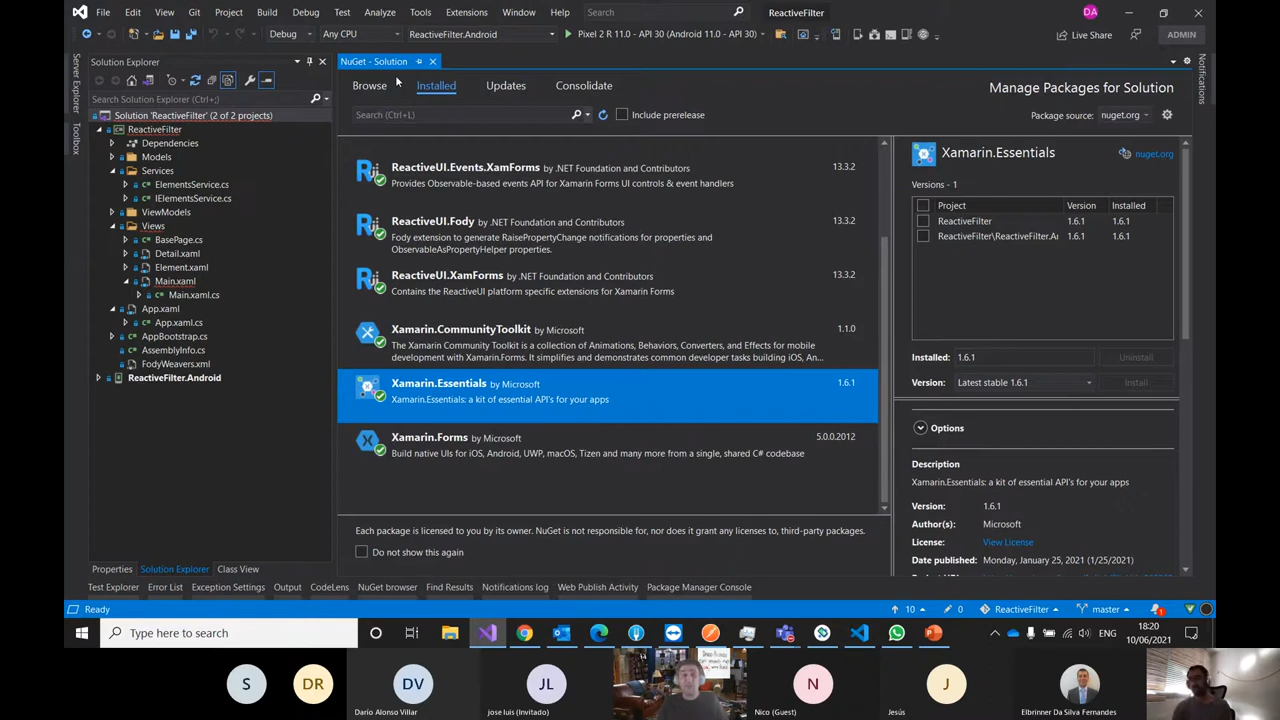 File Edit View Git Project Build Debug Test Analyze Tools Extensions Window Help Search ReactiveFilter DA
Debug Any CPU ReactiveFilter.Android Pixel 2 R 11.0 - API 30 (Android 11.0 - API 30) Live Share ADMIN
Server Explorer
Toolbox
Solution Explorer
Search Solution Explorer (Ctrl+;)
Solution 'ReactiveFilter' (2 of 2 projects)
ReactiveFilter
Dependencies
Models
Services
ElementsService.cs
IElementsService.cs
ViewModels
Views
BasePage.cs
Detail.xaml
Element.xaml
Main.xaml
Main.xaml.cs
App.xaml
App.xaml.cs
AppBootstrap.cs
AssemblyInfo.cs
FodyWeavers.xml
ReactiveFilter.Android
Properties Solution Explorer Class View
NuGet - Solution
Browse Installed Updates Consolidate
Search (Ctrl+L) Include prerelease
ReactiveUI.Events.XamForms by .NET Foundation and Contributors 13.3.2
Provides Observable-based events API for Xamarin Forms UI controls & event handlers
ReactiveUI.Fody by .NET Foundation and Contributors 13.3.2
Fody extension to generate RaisePropertyChange notifications for properties and
ObservableAsPropertyHelper properties.
ReactiveUI.XamForms by .NET Foundation and Contributors 13.3.2
Contains the ReactiveUI platform specific extensions for Xamarin Forms
Xamarin.CommunityToolkit by Microsoft 1.1.0
The Xamarin Community Toolkit is a collection of Animations, Behaviors, Converters, and Effects for mobile
development with Xamarin.Forms. It simplifies and demonstrates common developer tasks building iOS, An...
Xamarin.Essentials by Microsoft 1.6.1
Xamarin.Essentials: a kit of essential API's for your apps
Xamarin.Forms by Microsoft 5.0.0.2012
Build native UIs for iOS, Android, UWP, macOS, Tizen and many more from a single, shared C# codebase
Each package is licensed to you by its owner. NuGet is not responsible for, nor does it grant any licenses to, third-party packages.
Do not show this again
Manage Packages for Solution
Package source: nuget.org
Xamarin.Essentials nuget.org
Versions - 1
Project Version Installed
ReactiveFilter 1.6.1 1.6.1
ReactiveFilter\ReactiveFilter.Ar 1.6.1 1.6.1
Installed: 1.6.1 Uninstall
Version: Latest stable 1.6.1 Install
Options
Description
Xamarin.Essentials: a kit of essential API's for your apps
Version: 1.6.1
Author(s): Microsoft
License: View License
Date published: Monday, January 25, 2021 (1/25/2021)
Notifications
Test Explorer Error List Exception Settings Output CodeLens NuGet browser Find Results Notifications log Web Publish Activity Package Manager Console
Ready 10 0 ReactiveFilter master 1
Type here to search ENG 18:20
10/06/2021
S DR DV JL N J
Darío Alonso Villar jose luis (Invitado) Nico (Guest) Jesús Elbrinner Da Silva Fernandes